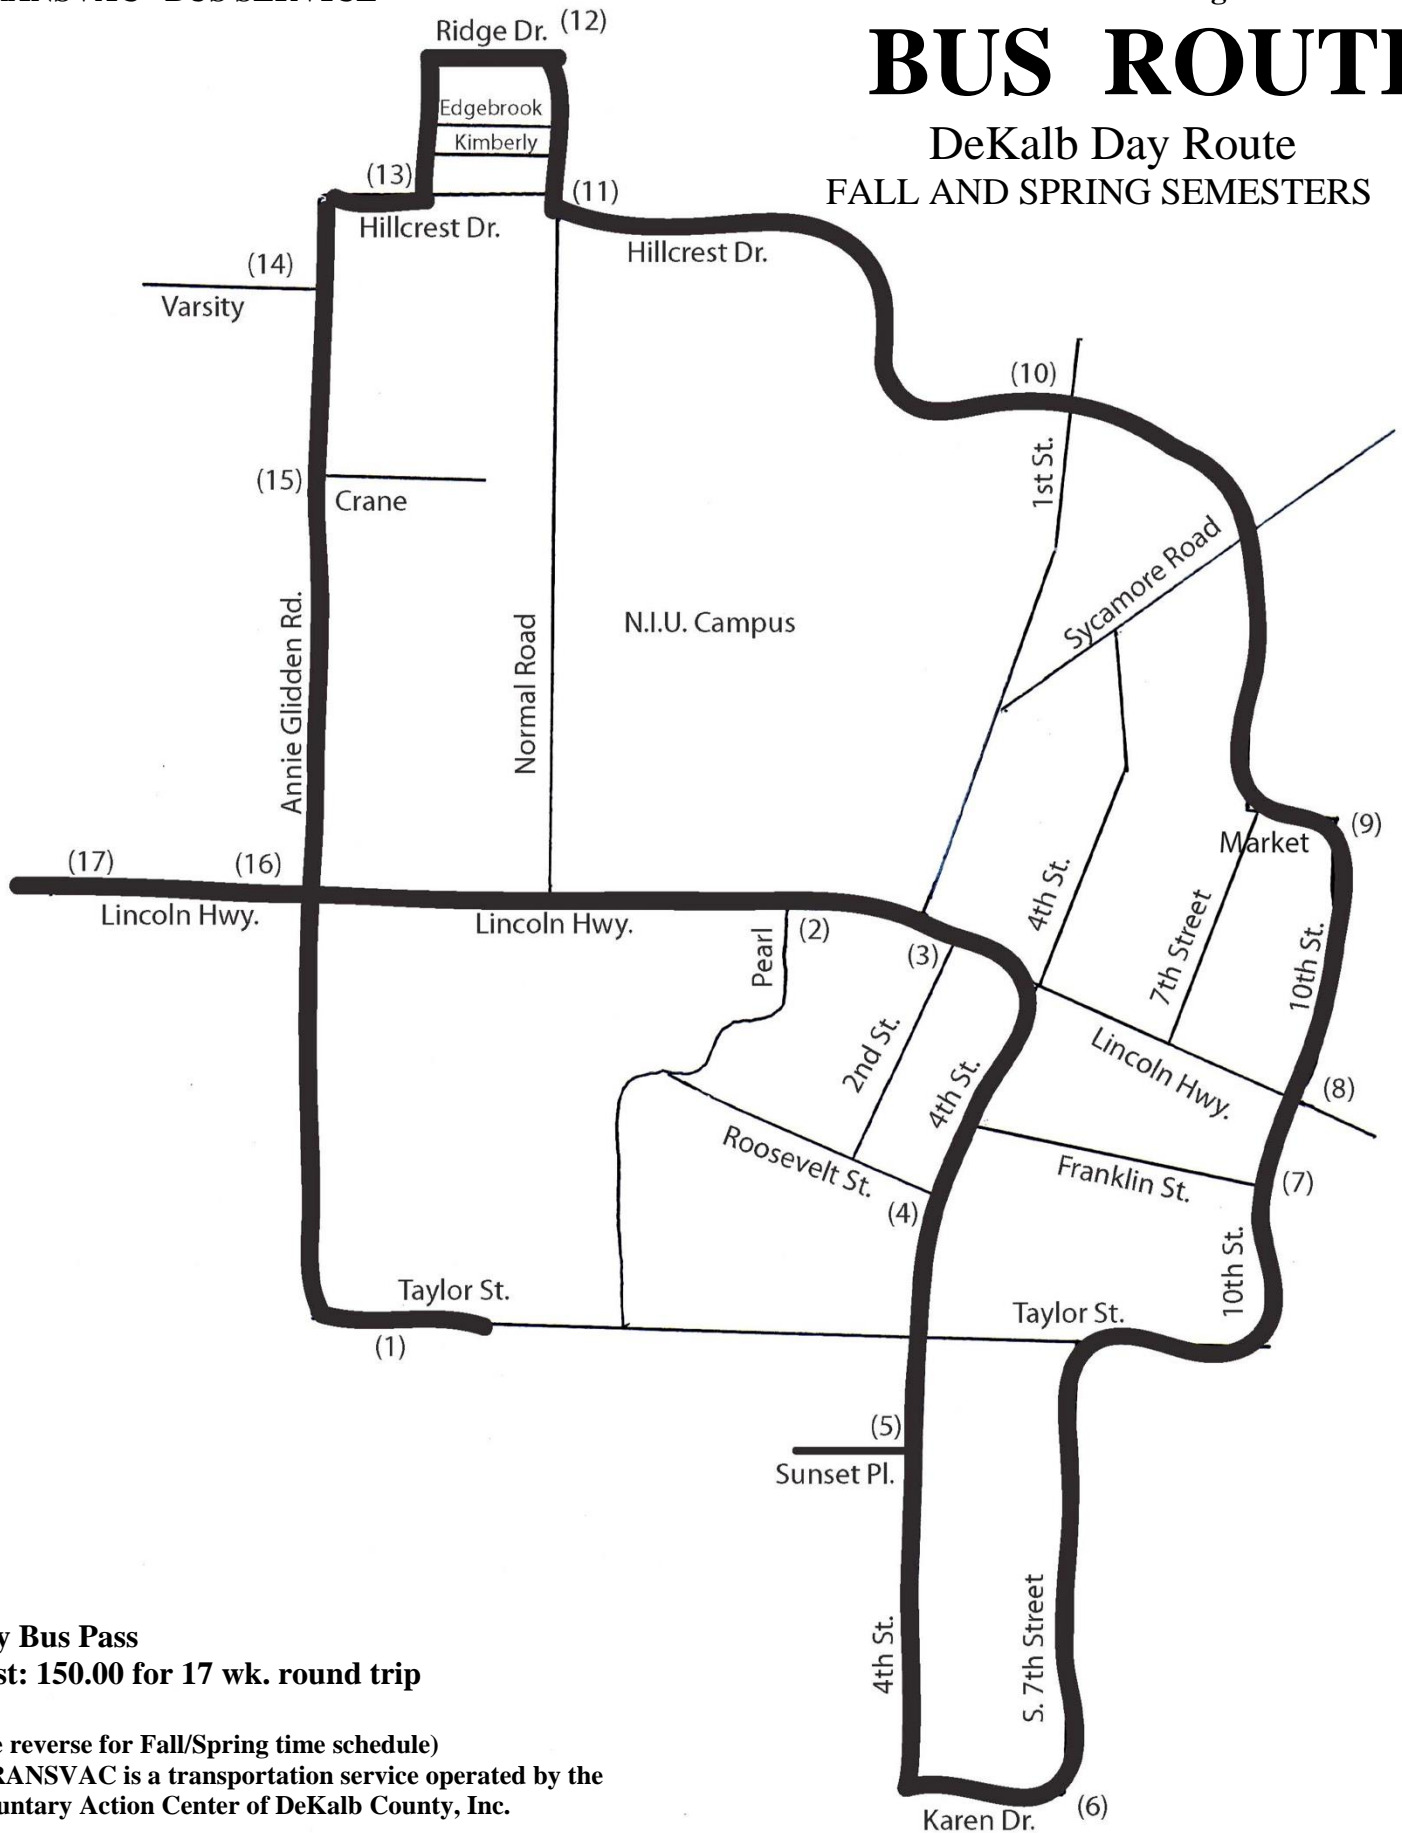 BUS ROUTE
DeKalb Day Route
FALL AND SPRING SEMESTERS
Ridge Dr. (12)
Edgebrook
Kimberly
(13)
(11)
Hillcrest Dr.
Hillcrest Dr.
(14)
Varsity
(10)
1st St.
(15)
Crane
Sycamore Road
Annie Glidden Rd.
Normal Road
N.I.U. Campus
(9)
Market
(17)
(16)
4th St.
7th Street
10th St.
Lincoln Hwy.
Lincoln Hwy.
Pearl
(2)
(3)
2nd St.
4th St.
Lincoln Hwy.
(8)
Roosevelt St.
Franklin St.
(7)
(4)
10th St.
Taylor St.
Taylor St.
(1)
(5)
Sunset Pl.
4th St.
S. 7th Street
Bus Pass
150.00 for 17 wk. round trip
reverse for Fall/Spring time schedule)
RANSVAC is a transportation service operated by the
untary Action Center of DeKalb County, Inc.
(6)
Karen Dr.